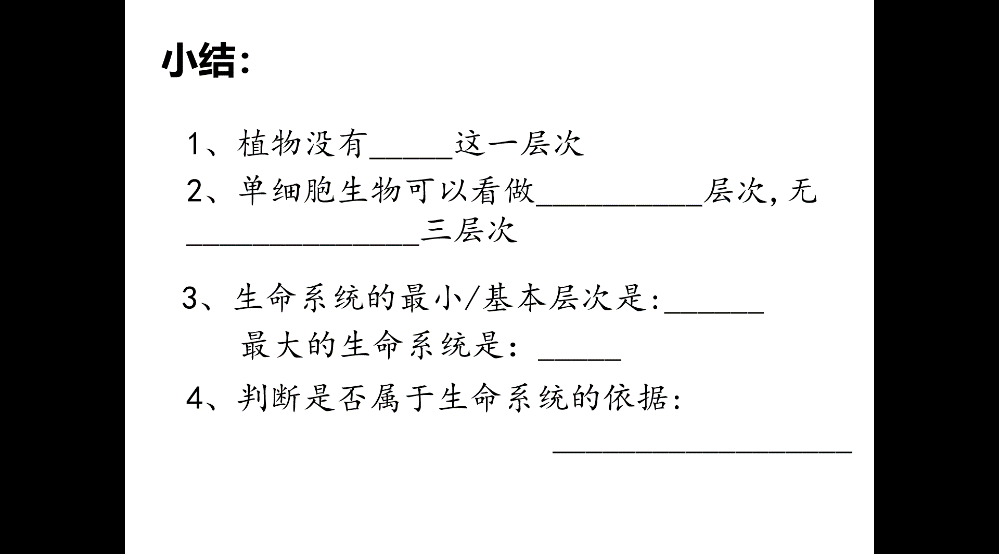 小结：
1、植物没有_____这一层次
2、单细胞生物可以看做__________层次,无
______________三层次
3、生命系统的最小/基本层次是:______
最大的生命系统是：_____
4、判断是否属于生命系统的依据:
__________________